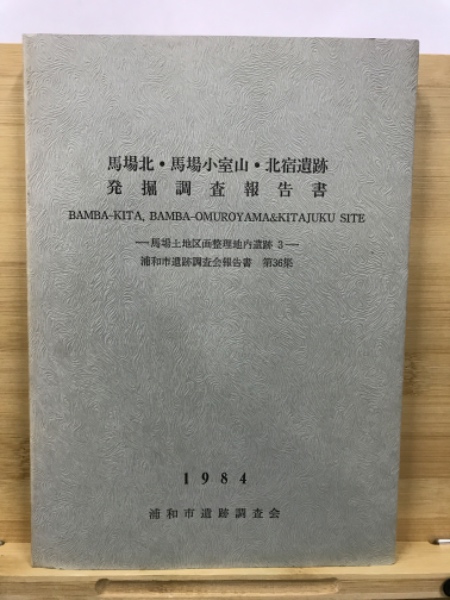 馬場北・馬場小室山・北宿遺跡
発掘調査報告書
BAMBA-KITA, BAMBA-OMUROYAMA&KITAJUKU SITE
―馬場土地区画整理地内遺跡 3―
浦和市遺跡調査会報告書 第36集
1984
浦和市遺跡調査会